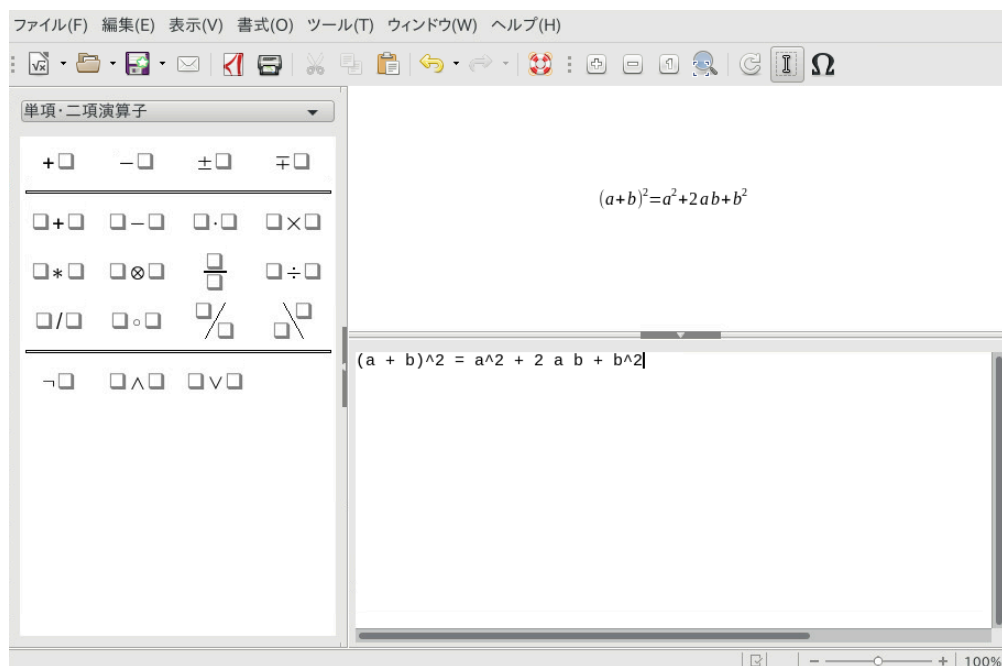 ファイル(F) 編集(E) 表示(V) 書式(O) ツール(T) ウィンドウ(W) ヘルプ(H)
単項･二項演算子
+□ −□ ±□ ∓□
□+□ □−□ □⋅□ □×□
□∗□ □⊗□ □/□ □÷□
□/□ □∘□ □/□ □\□
¬□ □∧□ □∨□
(a+b)²=a²+2ab+b²
(a + b)^2 = a^2 + 2 a b + b^2
100%